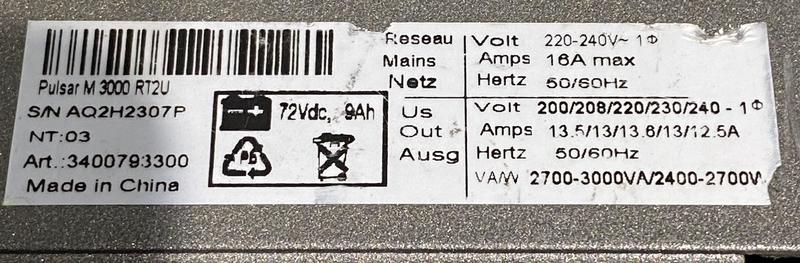 Pulsar M 3000 RT2U
S/N AQ2H2307P
NT:03
Art.:3400793300
Made in China
72Vdc, 9Ah
Pb
Reseau
Mains
Netz
Volt 220-240V~ 1Φ
Amps 16A max
Hertz 50/60Hz
Us
Out
Ausg
Volt 200/208/220/230/240 - 1Φ
Amps 13.5/13/13.6/13/12.5A
Hertz 50/60Hz
VA/W 2700-3000VA/2400-2700W